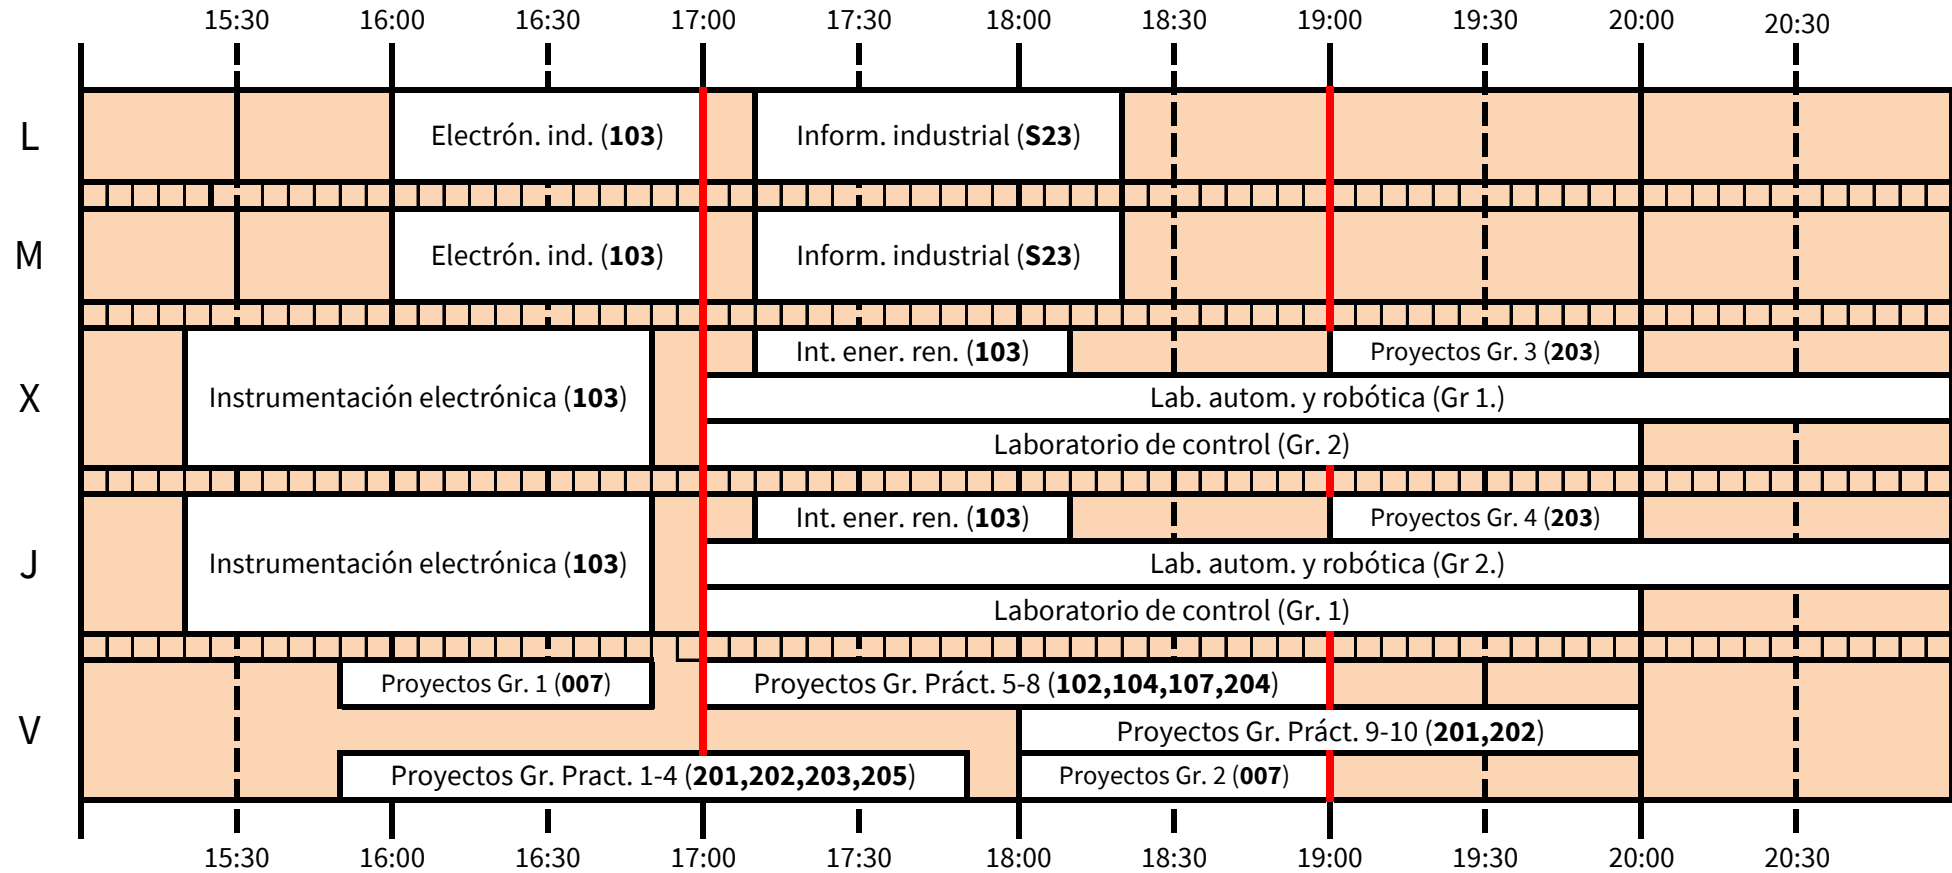 15:30 16:00 16:30 17:00 17:30 18:00 18:30 19:00 19:30 20:00 20:30
L Electrón. ind. (103) Inform. industrial (S23)
M Electrón. ind. (103) Inform. industrial (S23)
Int. ener. ren. (103) Proyectos Gr. 3 (203)
X Instrumentación electrónica (103) Lab. autom. y robótica (Gr 1.)
Laboratorio de control (Gr. 2)
Int. ener. ren. (103) Proyectos Gr. 4 (203)
J Instrumentación electrónica (103) Lab. autom. y robótica (Gr 2.)
Laboratorio de control (Gr. 1)
Proyectos Gr. 1 (007) Proyectos Gr. Práct. 5-8 (102,104,107,204)
V Proyectos Gr. Práct. 9-10 (201,202)
Proyectos Gr. Pract. 1-4 (201,202,203,205) Proyectos Gr. 2 (007)
15:30 16:00 16:30 17:00 17:30 18:00 18:30 19:00 19:30 20:00 20:30